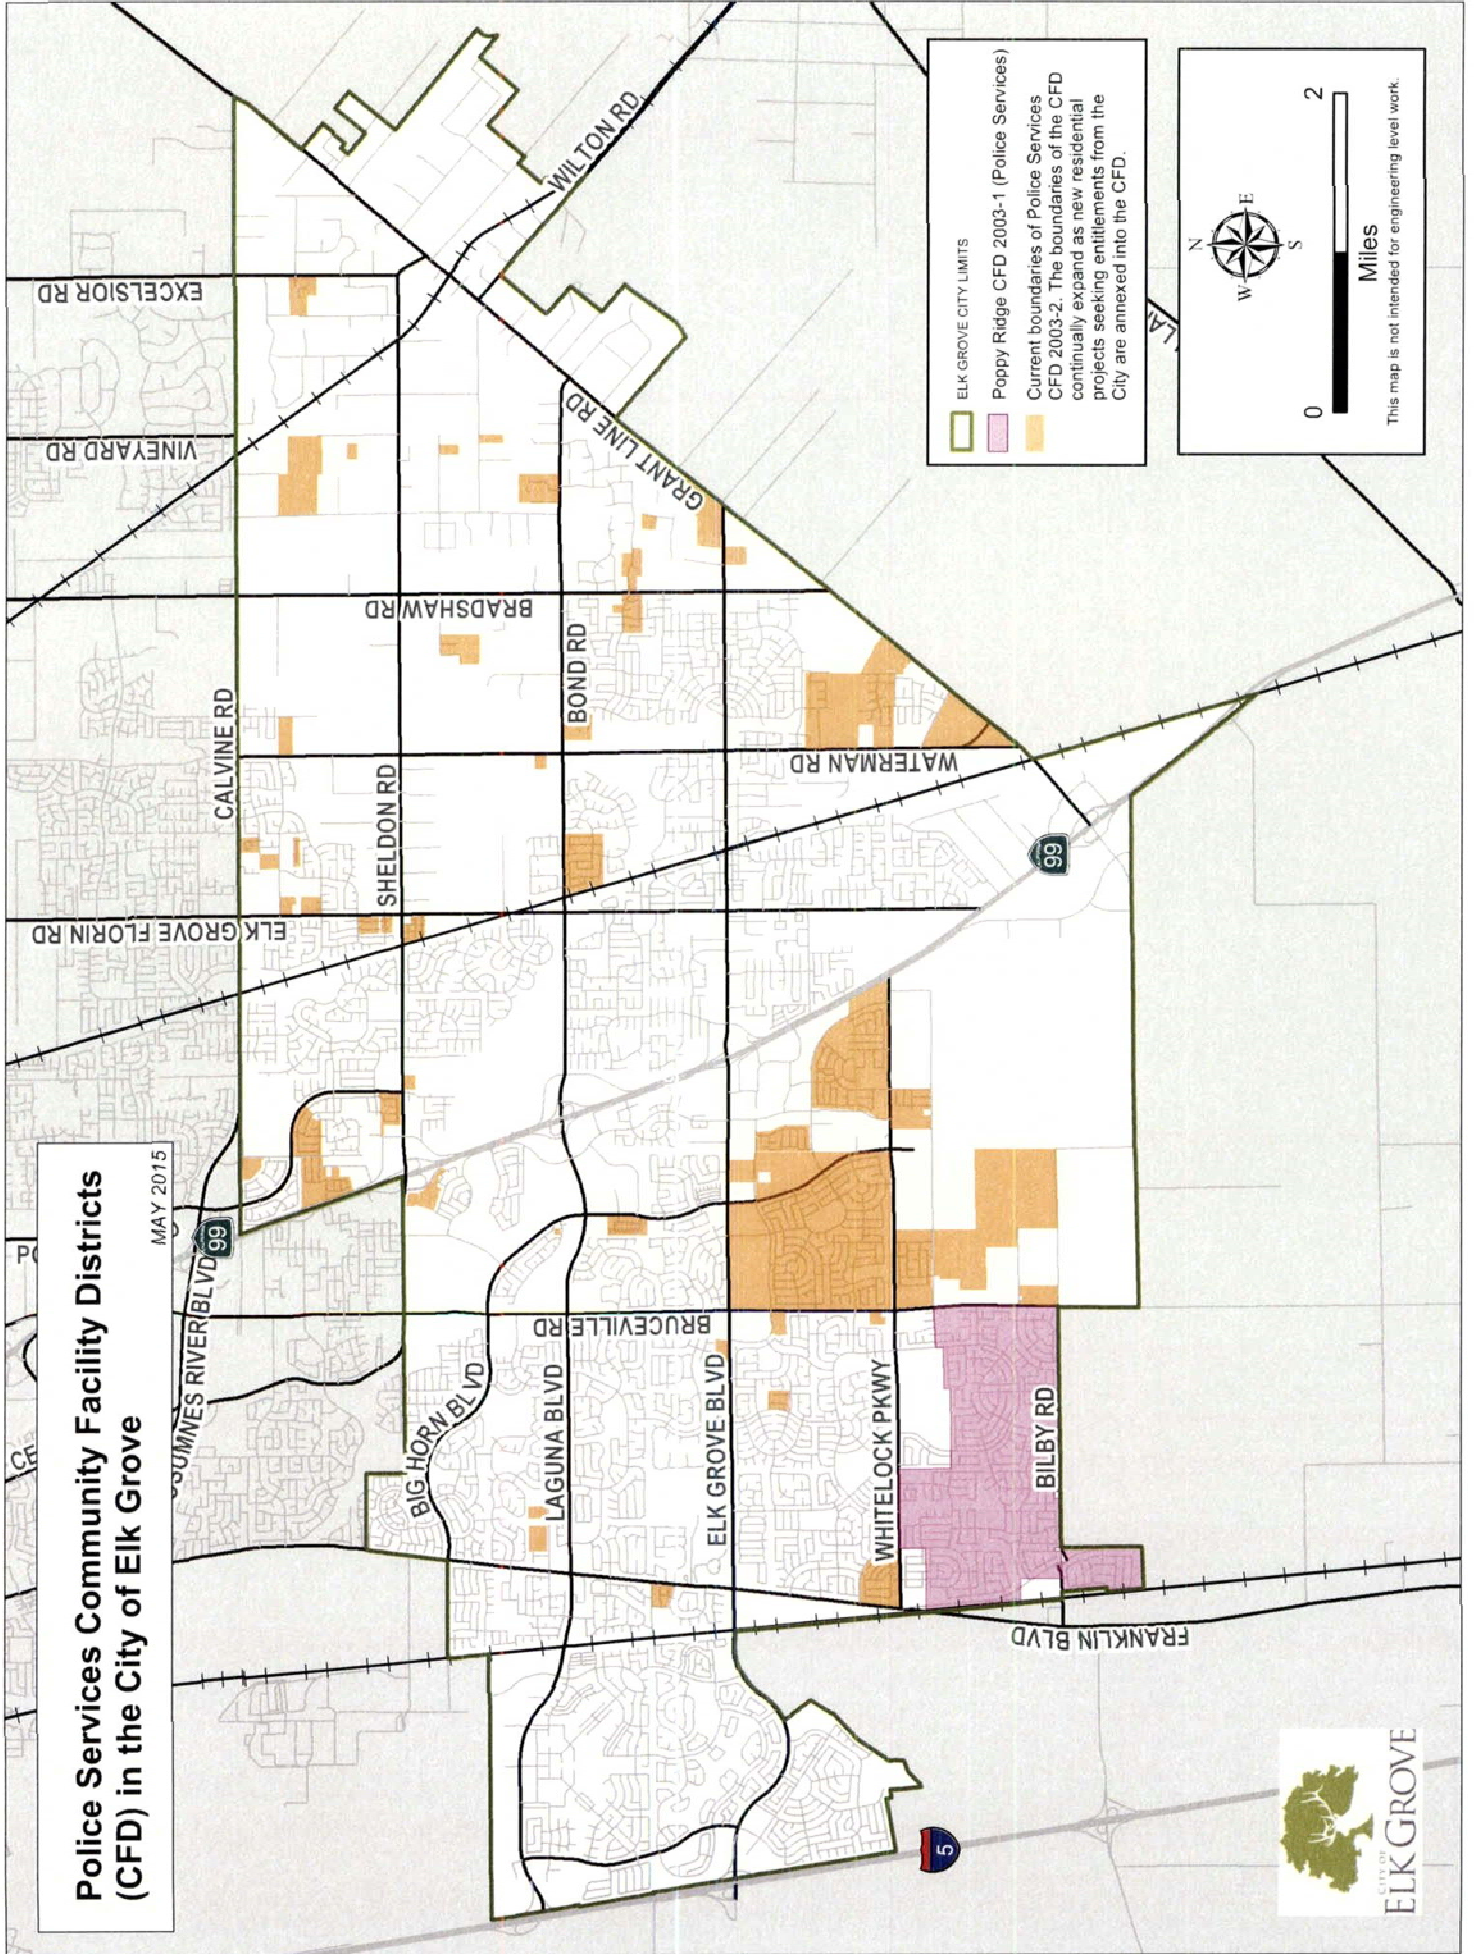 Police Services Community Facility Districts
(CFD) in the City of Elk Grove
MAY 2015
99
COSUMNES RIVER BLVD
EXCELSIOR RD
VINEYARD RD
CALVINE RD
ELK GROVE FLORIN RD
SHELDON RD
BRADSHAW RD
WILTON RD
GRANT LINE RD
BOND RD
WATERMAN RD
BIG HORN BLVD
LAGUNA BLVD
BRUCEVILLE RD
ELK GROVE BLVD
WHITELOCK PKWY
BILBY RD
FRANKLIN BLVD
99
5
ELK GROVE CITY LIMITS
Poppy Ridge CFD 2003-1 (Police Services)
Current boundaries of Police Services
CFD 2003-2. The boundaries of the CFD
continually expand as new residential
projects seeking entitlements from the
City are annexed into the CFD.
N
W E
S
0 2
Miles
This map is not intended for engineering level work.
CITY OF
ELK GROVE